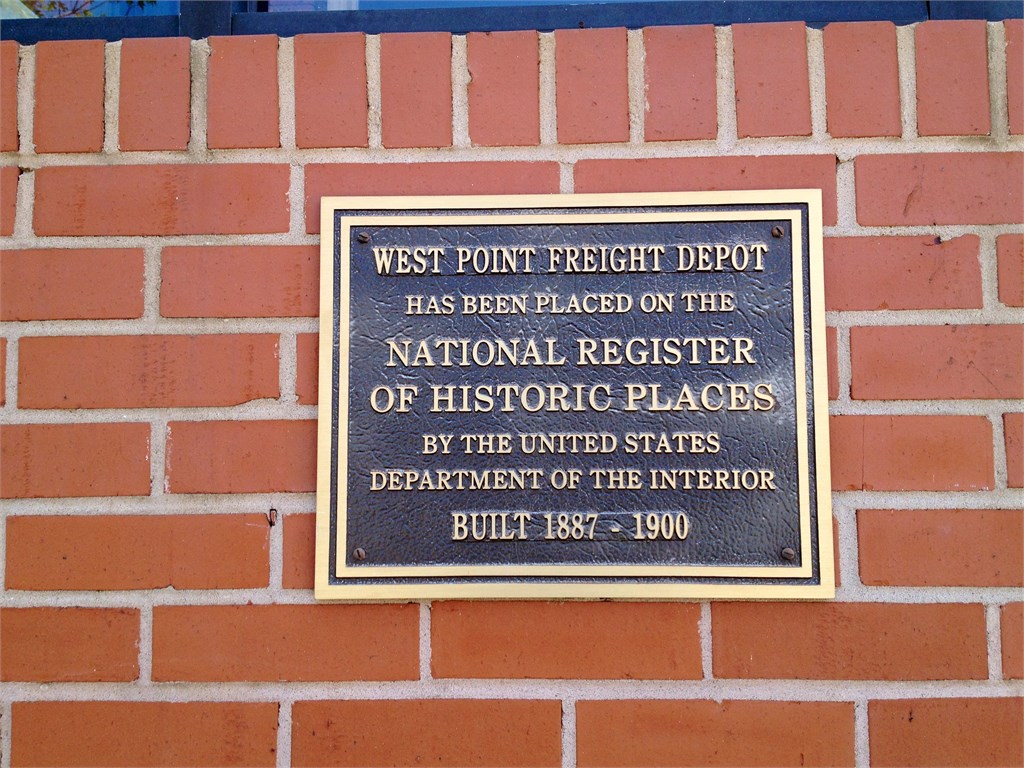 WEST POINT FREIGHT DEPOT
HAS BEEN PLACED ON THE
NATIONAL REGISTER
OF HISTORIC PLACES
BY THE UNITED STATES
DEPARTMENT OF THE INTERIOR
BUILT 1887 - 1900